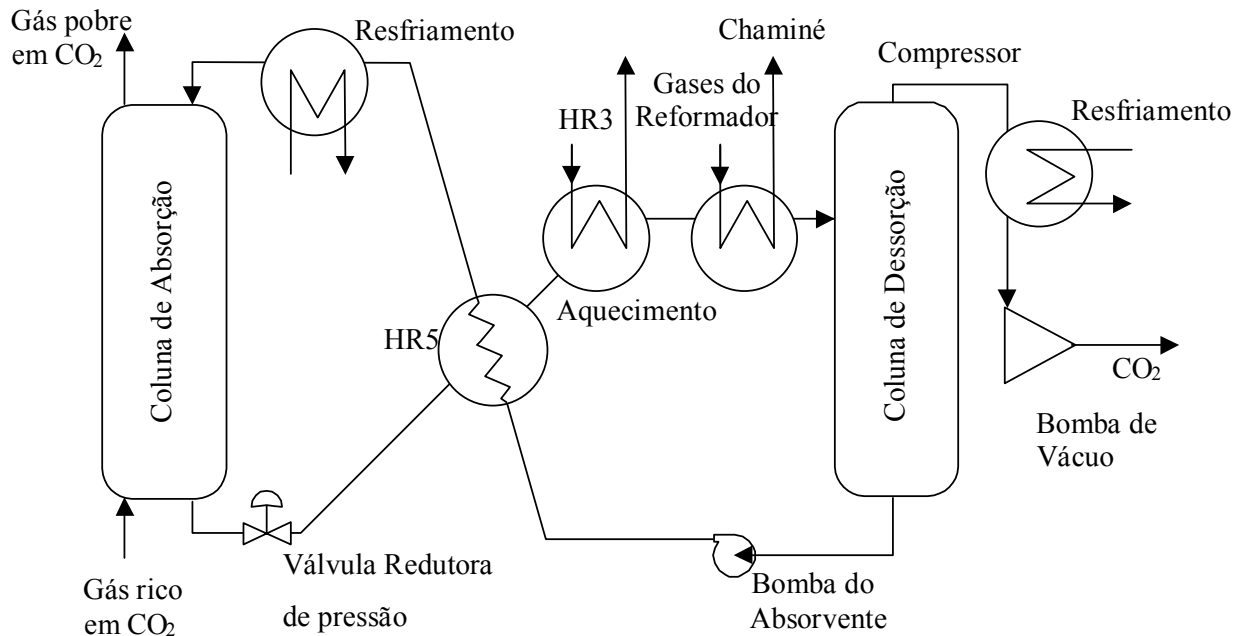 Gás pobre
em CO₂
Resfriamento
Chaminé
Compressor
Gases do
Reformador
HR3
Resfriamento
Coluna de Absorção
Coluna de Dessorção
Aquecimento
HR5
CO₂
Bomba de
Vácuo
Válvula Redutora
de pressão
Bomba do
Absorvente
Gás rico
em CO₂